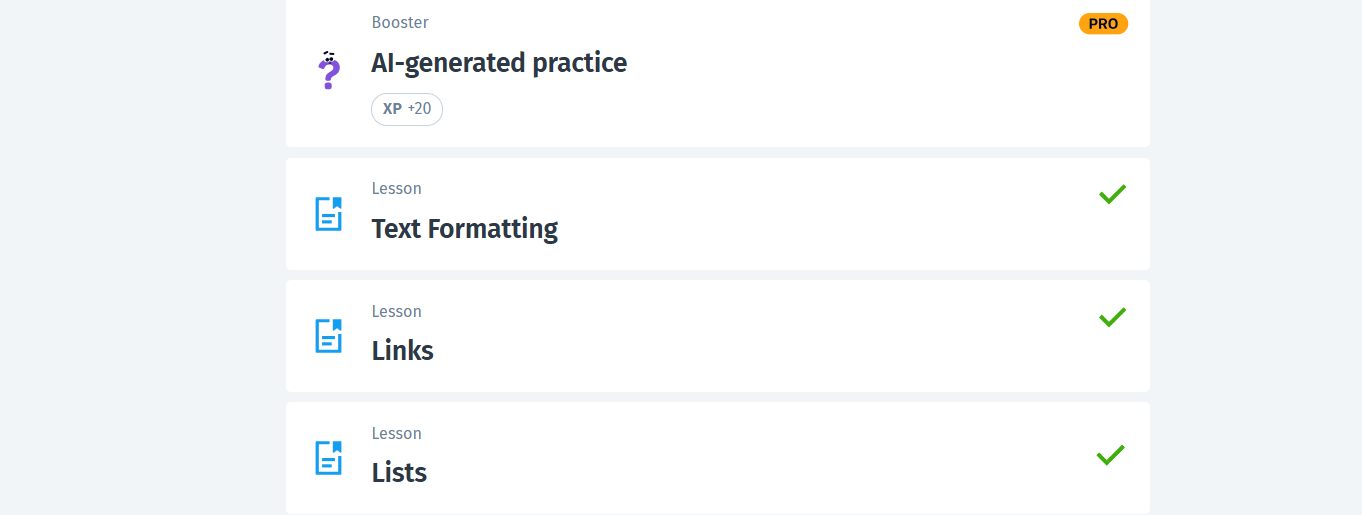 Booster
PRO
AI-generated practice
XP +20
Lesson
Text Formatting
Lesson
Links
Lesson
Lists